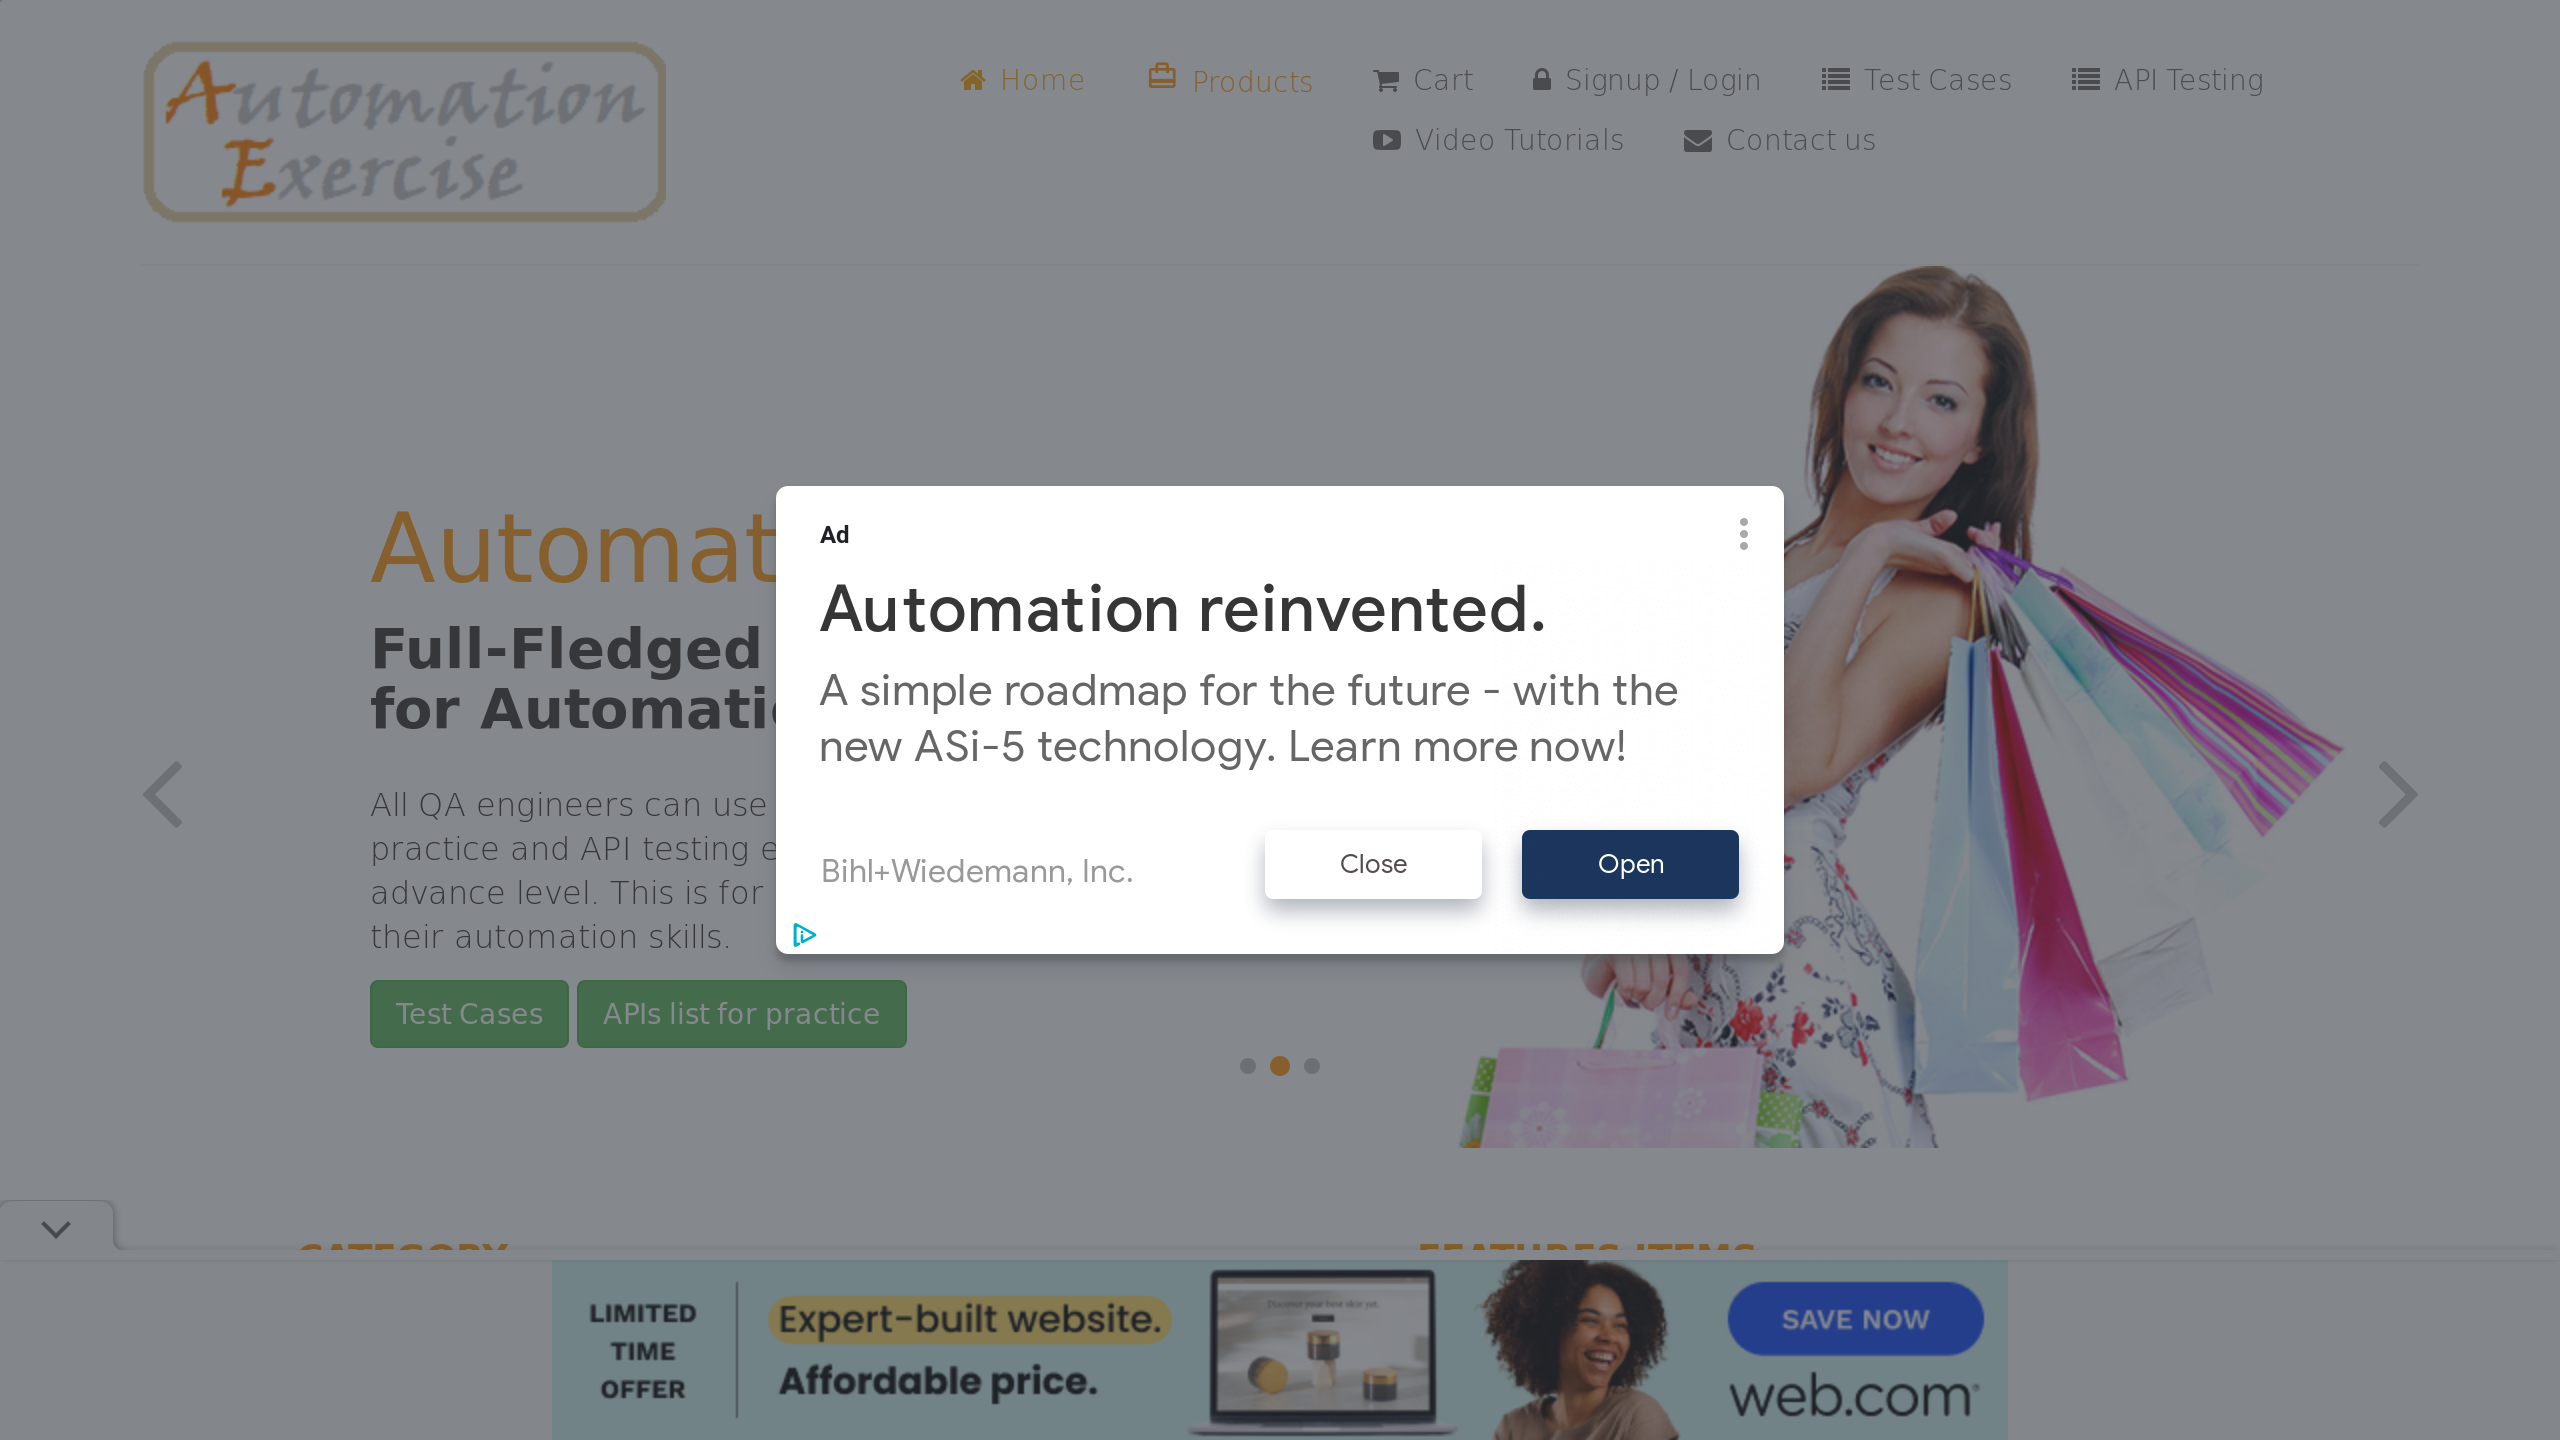 Automation
Exercise
Home
Products
Cart
Signup / Login
Test Cases
API Testing
Video Tutorials
Contact us
Ad
Automation reinvented.
A simple roadmap for the future - with the
new ASi-5 technology. Learn more now!
Bihl+Wiedemann, Inc.
Close
Open
Automat
Full-Fledged
for Automati
All QA engineers can use
practice and API testing e
advance level. This is for
their automation skills.
Test Cases
APIs list for practice
CATEGORY
FEATURES ITEMS
LIMITED
TIME
OFFER
Expert-built website.
Affordable price.
SAVE NOW
web.com